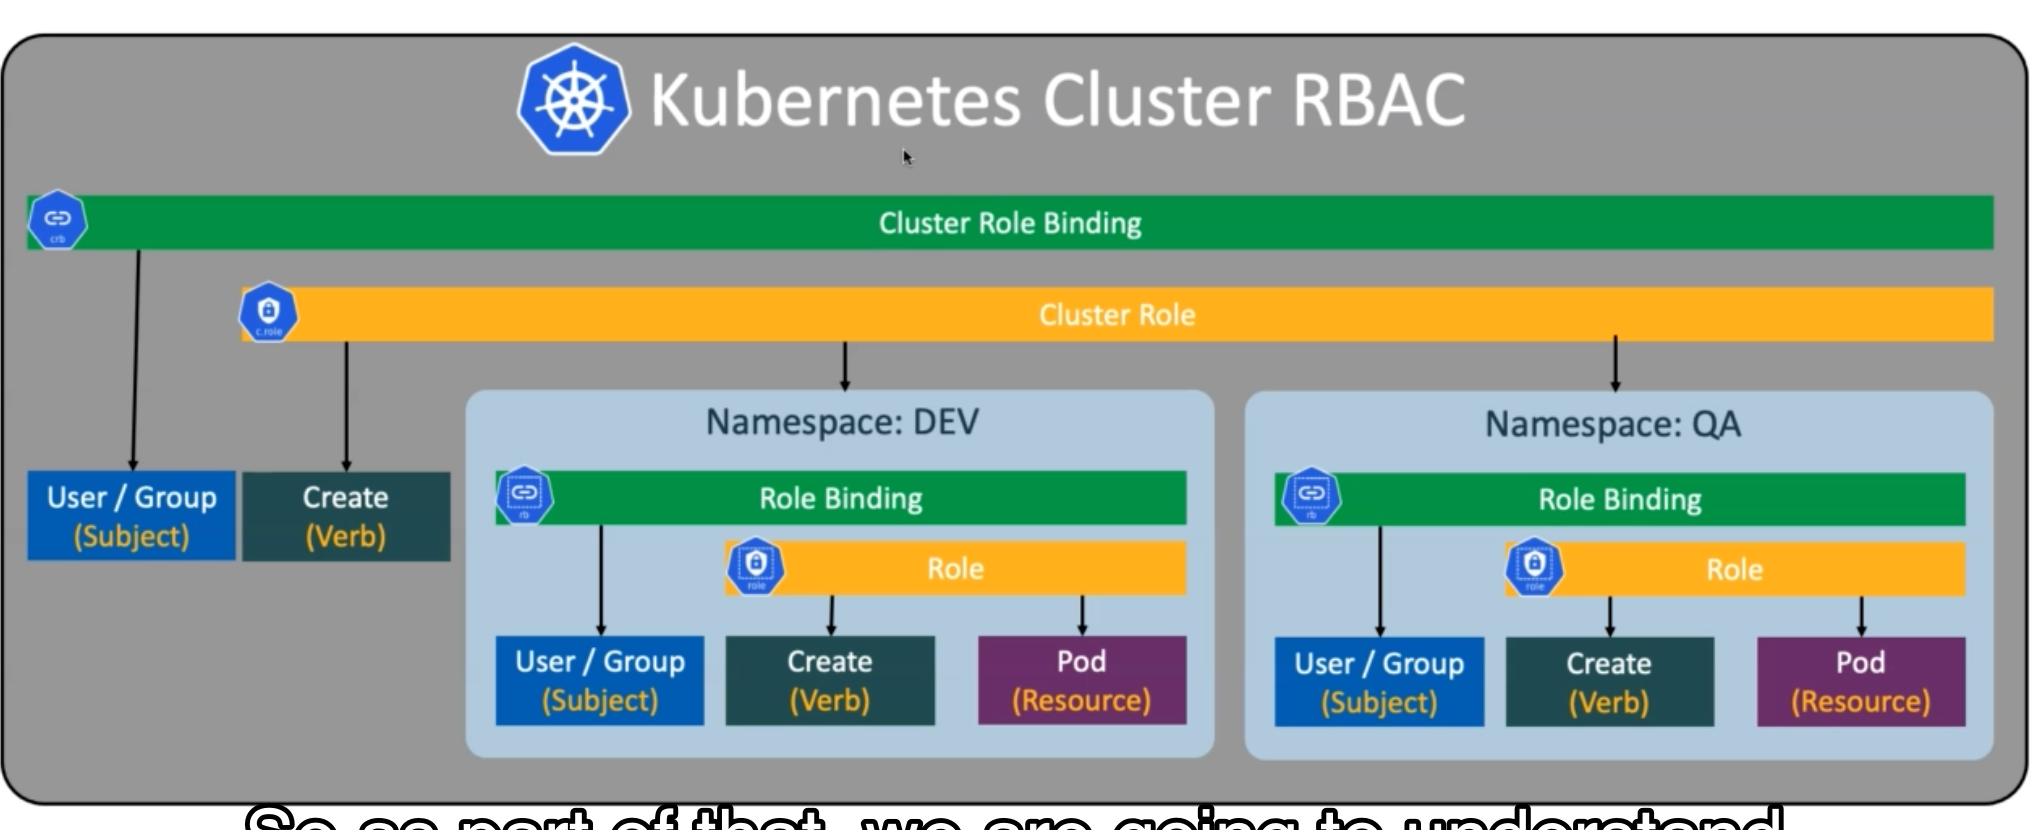 Kubernetes Cluster RBAC
crb
Cluster Role Binding
c.role
Cluster Role
Namespace: DEV
Namespace: QA
User / Group
(Subject)
Create
(Verb)
rb
Role Binding
role
Role
User / Group
(Subject)
Create
(Verb)
Pod
(Resource)
rb
Role Binding
role
Role
User / Group
(Subject)
Create
(Verb)
Pod
(Resource)
So as part of that, we are going to understand